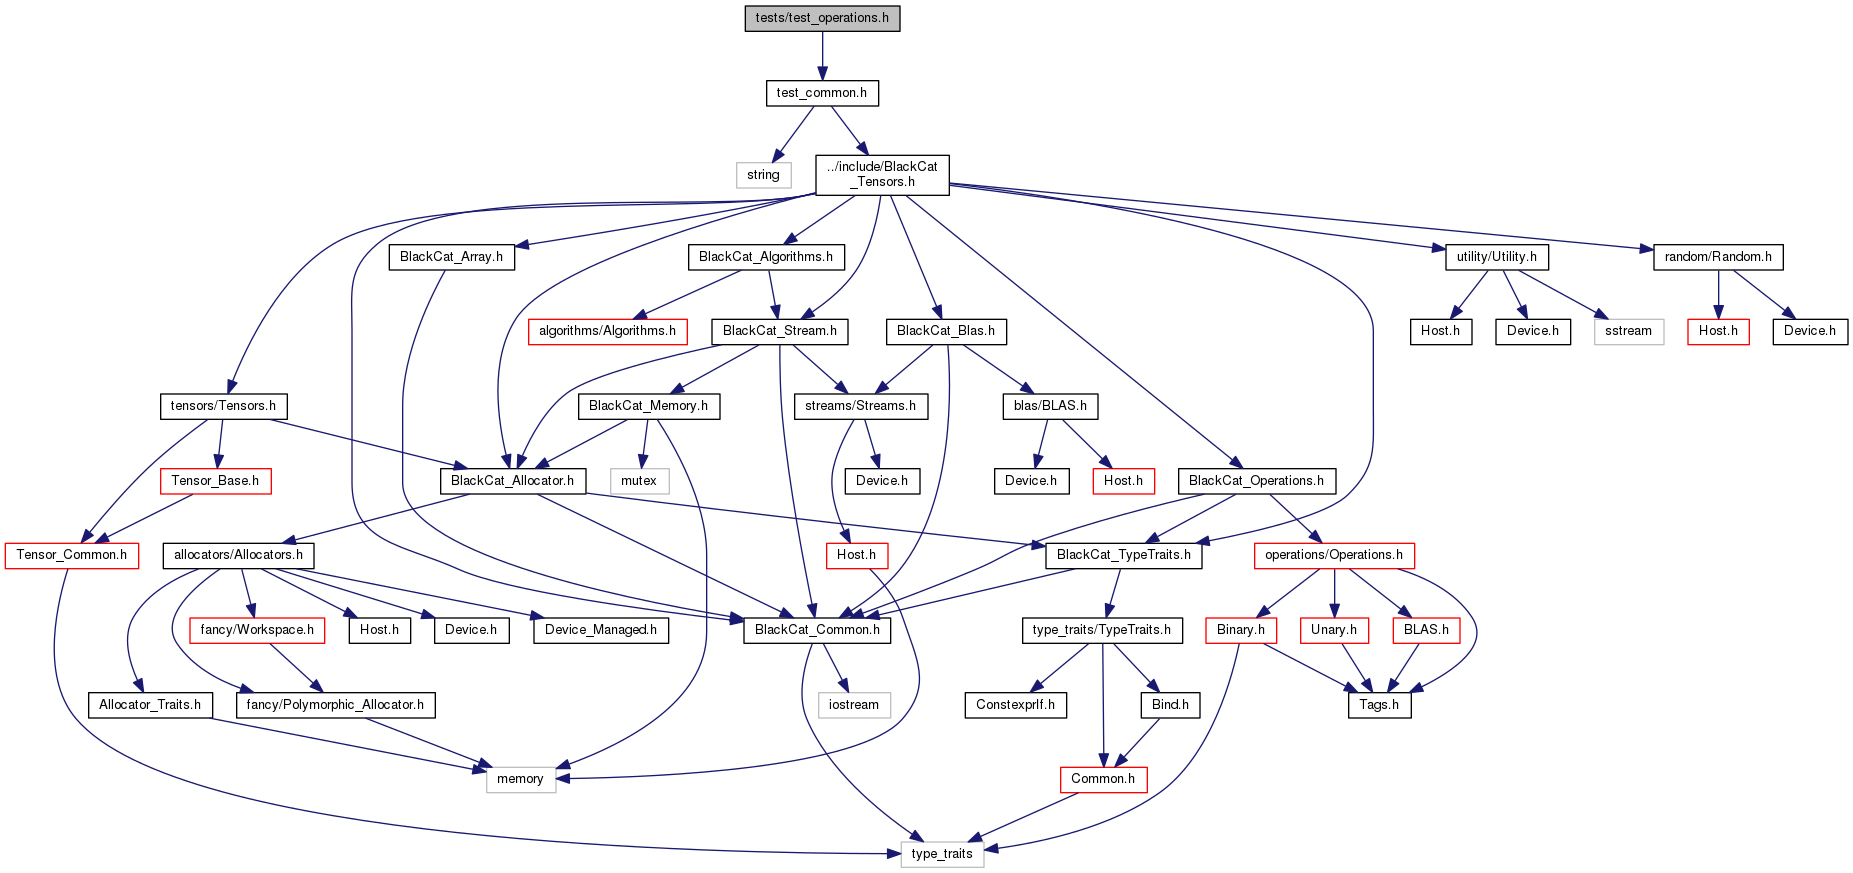 tests/test_operations.h
test_common.h
string
../include/BlackCat
_Tensors.h
BlackCat_Array.h
BlackCat_Algorithms.h
utility/Utility.h
random/Random.h
algorithms/Algorithms.h
BlackCat_Stream.h
BlackCat_Blas.h
Host.h
Device.h
sstream
Host.h
Device.h
tensors/Tensors.h
BlackCat_Memory.h
streams/Streams.h
blas/BLAS.h
Tensor_Base.h
BlackCat_Allocator.h
mutex
Device.h
Device.h
Host.h
BlackCat_Operations.h
Tensor_Common.h
allocators/Allocators.h
Host.h
BlackCat_TypeTraits.h
operations/Operations.h
fancy/Workspace.h
Host.h
Device.h
Device_Managed.h
BlackCat_Common.h
type_traits/TypeTraits.h
Binary.h
Unary.h
BLAS.h
Allocator_Traits.h
fancy/Polymorphic_Allocator.h
iostream
ConstexprIf.h
Bind.h
Tags.h
memory
Common.h
type_traits